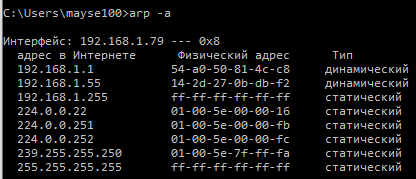 C:\Users\mayse100>arp -a
Интерфейс: 192.168.1.79 --- 0x8
адрес в Интернете Физический адрес Тип
192.168.1.1 54-a0-50-81-4c-c8 динамический
192.168.1.55 14-2d-27-0b-db-f2 динамический
192.168.1.255 ff-ff-ff-ff-ff-ff статический
224.0.0.22 01-00-5e-00-00-16 статический
224.0.0.251 01-00-5e-00-00-fb статический
224.0.0.252 01-00-5e-00-00-fc статический
239.255.255.250 01-00-5e-7f-ff-fa статический
255.255.255.255 ff-ff-ff-ff-ff-ff статический